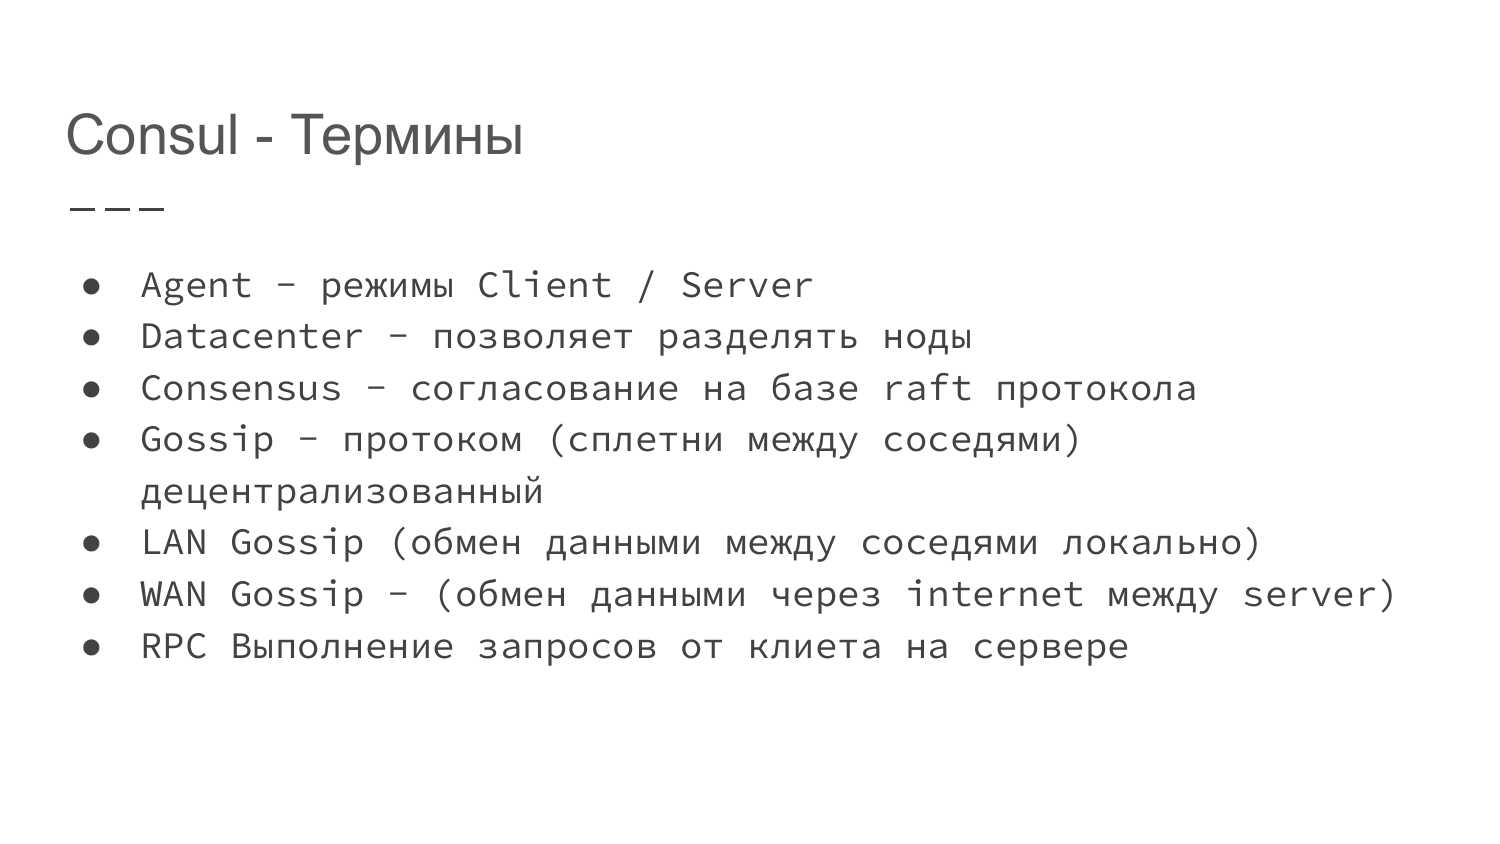 Consul - Термины
● Agent - режимы Client / Server
● Datacenter - позволяет разделять ноды
● Consensus - согласование на базе raft протокола
● Gossip - протоком (сплетни между соседями)
децентрализованный
● LAN Gossip (обмен данными между соседями локально)
● WAN Gossip - (обмен данными через internet между server)
● RPC Выполнение запросов от клиета на сервере